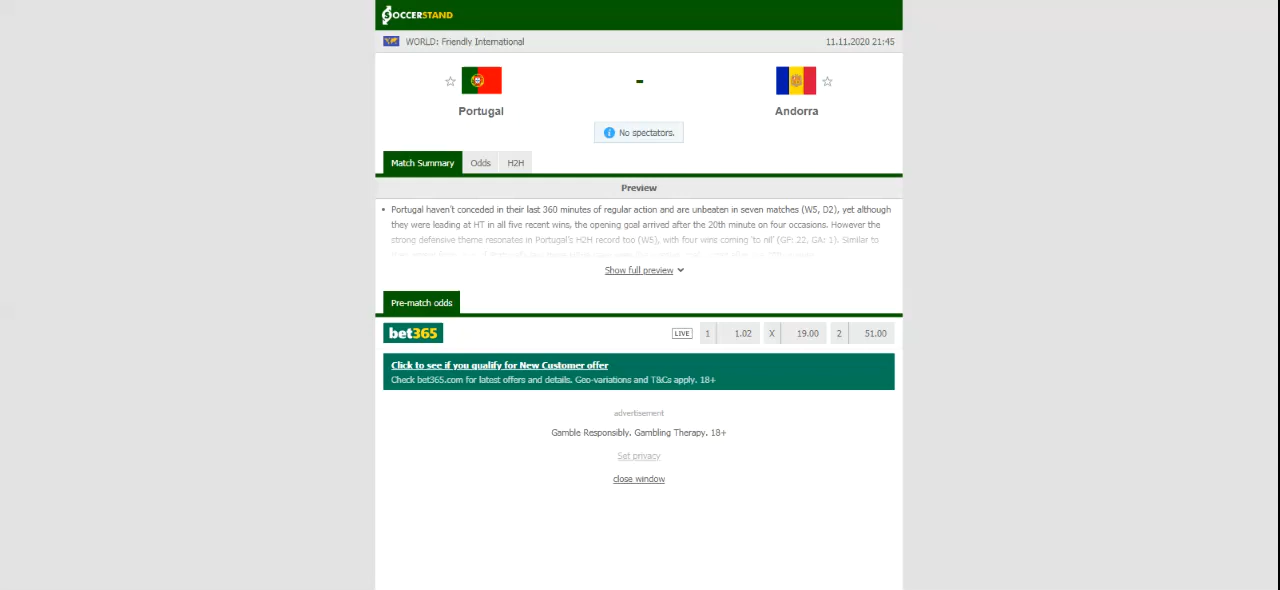 SOCCERSTAND
WORLD: Friendly International 11.11.2020 21:45
-
Portugal Andorra
No spectators.
Match Summary Odds H2H
Preview
• Portugal haven't conceded in their last 360 minutes of regular action and are unbeaten in seven matches (W5, D2), yet although
they were leading at HT in all five recent wins, the opening goal arrived after the 20th minute on four occasions. However the
strong defensive theme resonates in Portugal's H2H record too (W5), with four wins coming 'to nil' (GF: 22, GA: 1). Similar to
Show full preview
Pre-match odds
bet365 LIVE 1 1.02 X 19.00 2 51.00
Click to see if you qualify for New Customer offer
Check bet365.com for latest offers and details. Geo-variations and T&Cs apply. 18+
advertisement
Gamble Responsibly. Gambling Therapy. 18+
Set privacy
close window